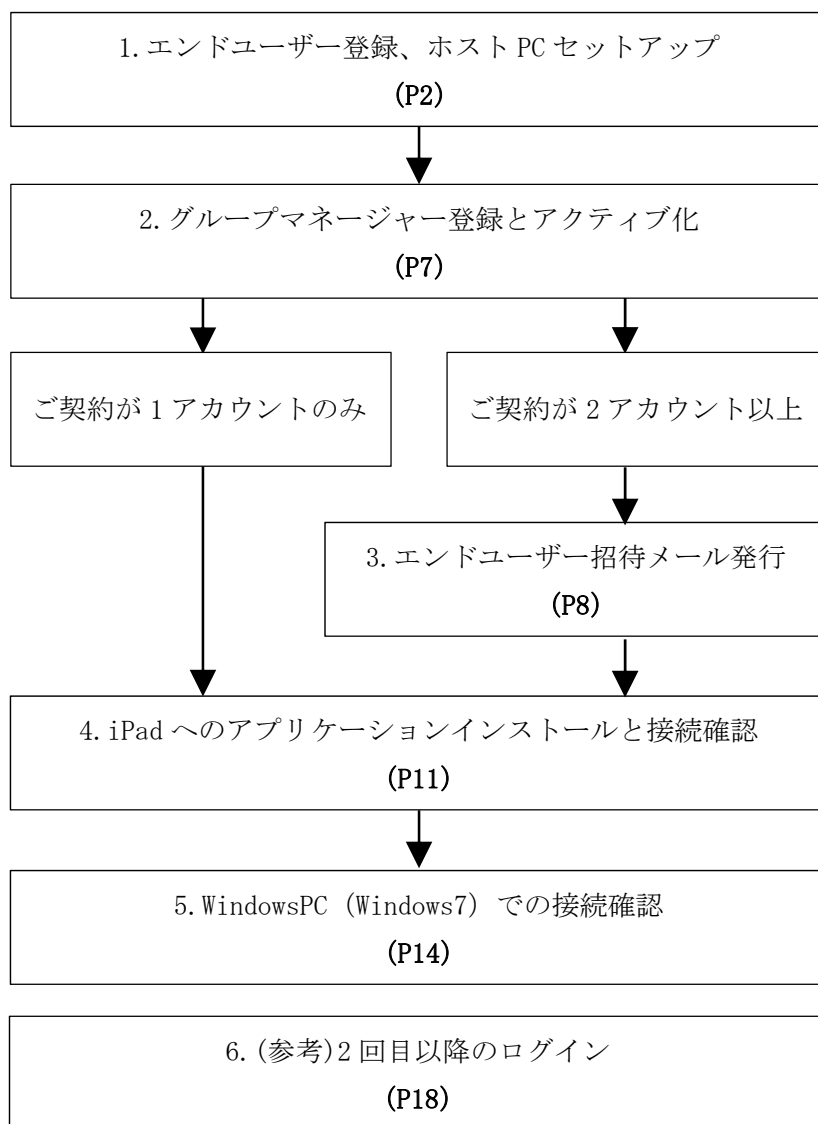 1.エンドユーザー登録、ホスト PC セットアップ
(P2)
2.グループマネージャー登録とアクティブ化
(P7)
ご契約が 1 アカウントのみ
ご契約が 2 アカウント以上
3.エンドユーザー招待メール発行
(P8)
4.iPad へのアプリケーションインストールと接続確認
(P11)
5.WindowsPC（Windows7）での接続確認
(P14)
6.(参考)2 回目以降のログイン
(P18)